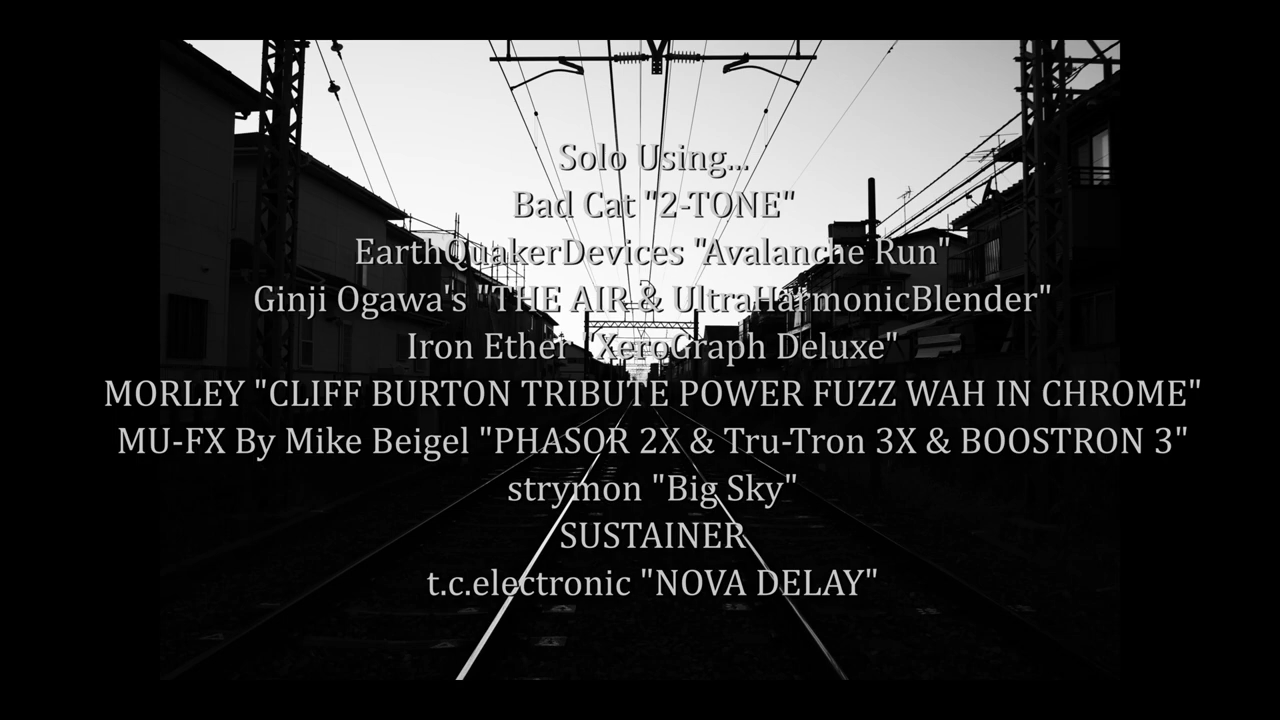 Solo Using...
Bad Cat "2-TONE"
EarthQuakerDevices "Avalanche Run"
Ginji Ogawa's "THE AIR & UltraHarmonicBlender"
Iron Ether "XeroGraph Deluxe"
MORLEY "CLIFF BURTON TRIBUTE POWER FUZZ WAH IN CHROME"
MU-FX By Mike Beigel "PHASOR 2X & Tru-Tron 3X & BOOSTRON 3"
strymon "Big Sky"
SUSTAINER
t.c.electronic "NOVA DELAY"